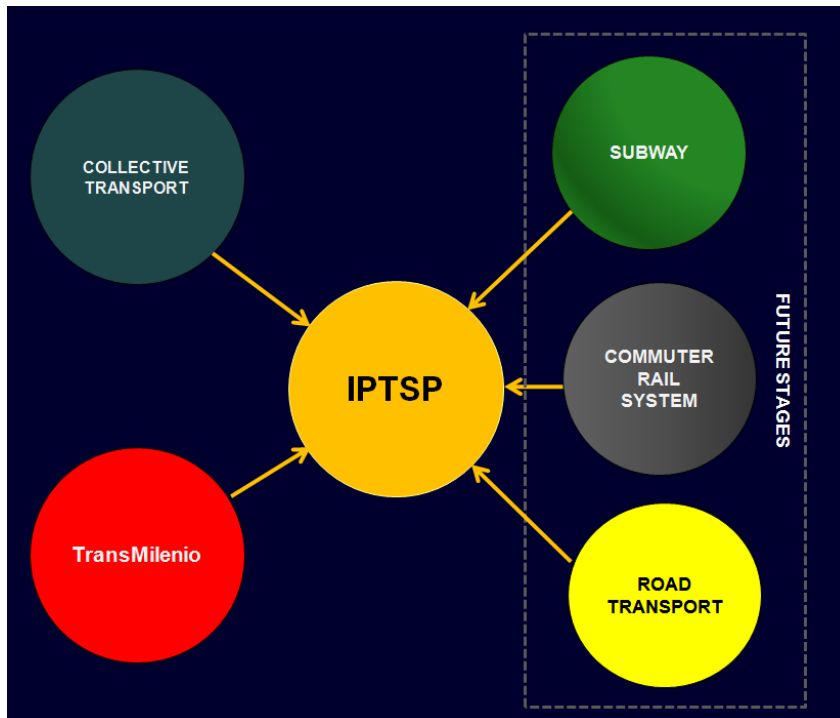 COLLECTIVE
TRANSPORT
SUBWAY
IPTSP
COMMUTER
RAIL
SYSTEM
FUTURE STAGES
TransMilenio
ROAD
TRANSPORT